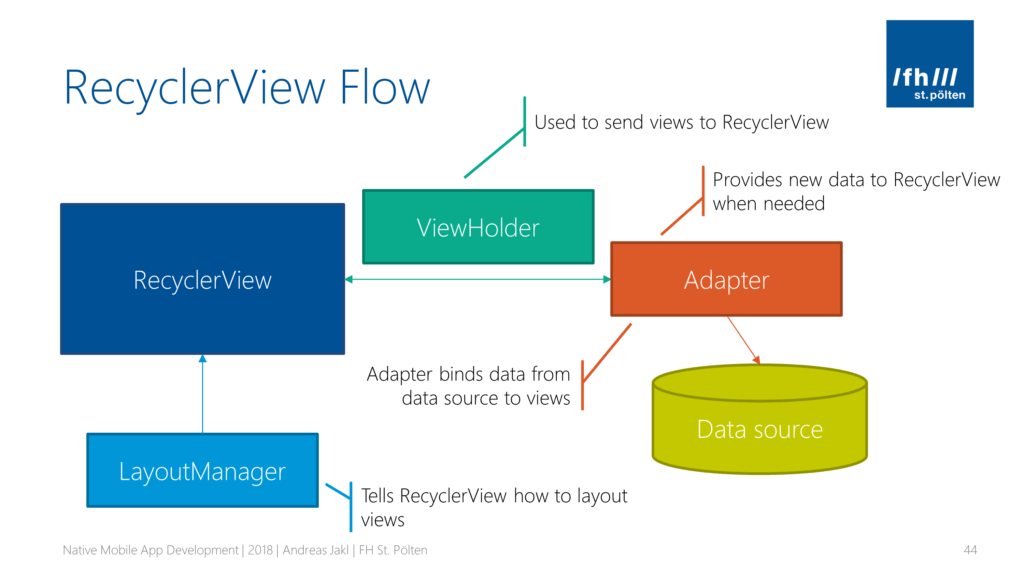 RecyclerView Flow
/fh///
st.pölten
Used to send views to RecyclerView
Provides new data to RecyclerView
when needed
ViewHolder
RecyclerView
Adapter
Adapter binds data from
data source to views
Data source
LayoutManager
Tells RecyclerView how to layout
views
Native Mobile App Development | 2018 | Andreas Jakl | FH St. Pölten
44